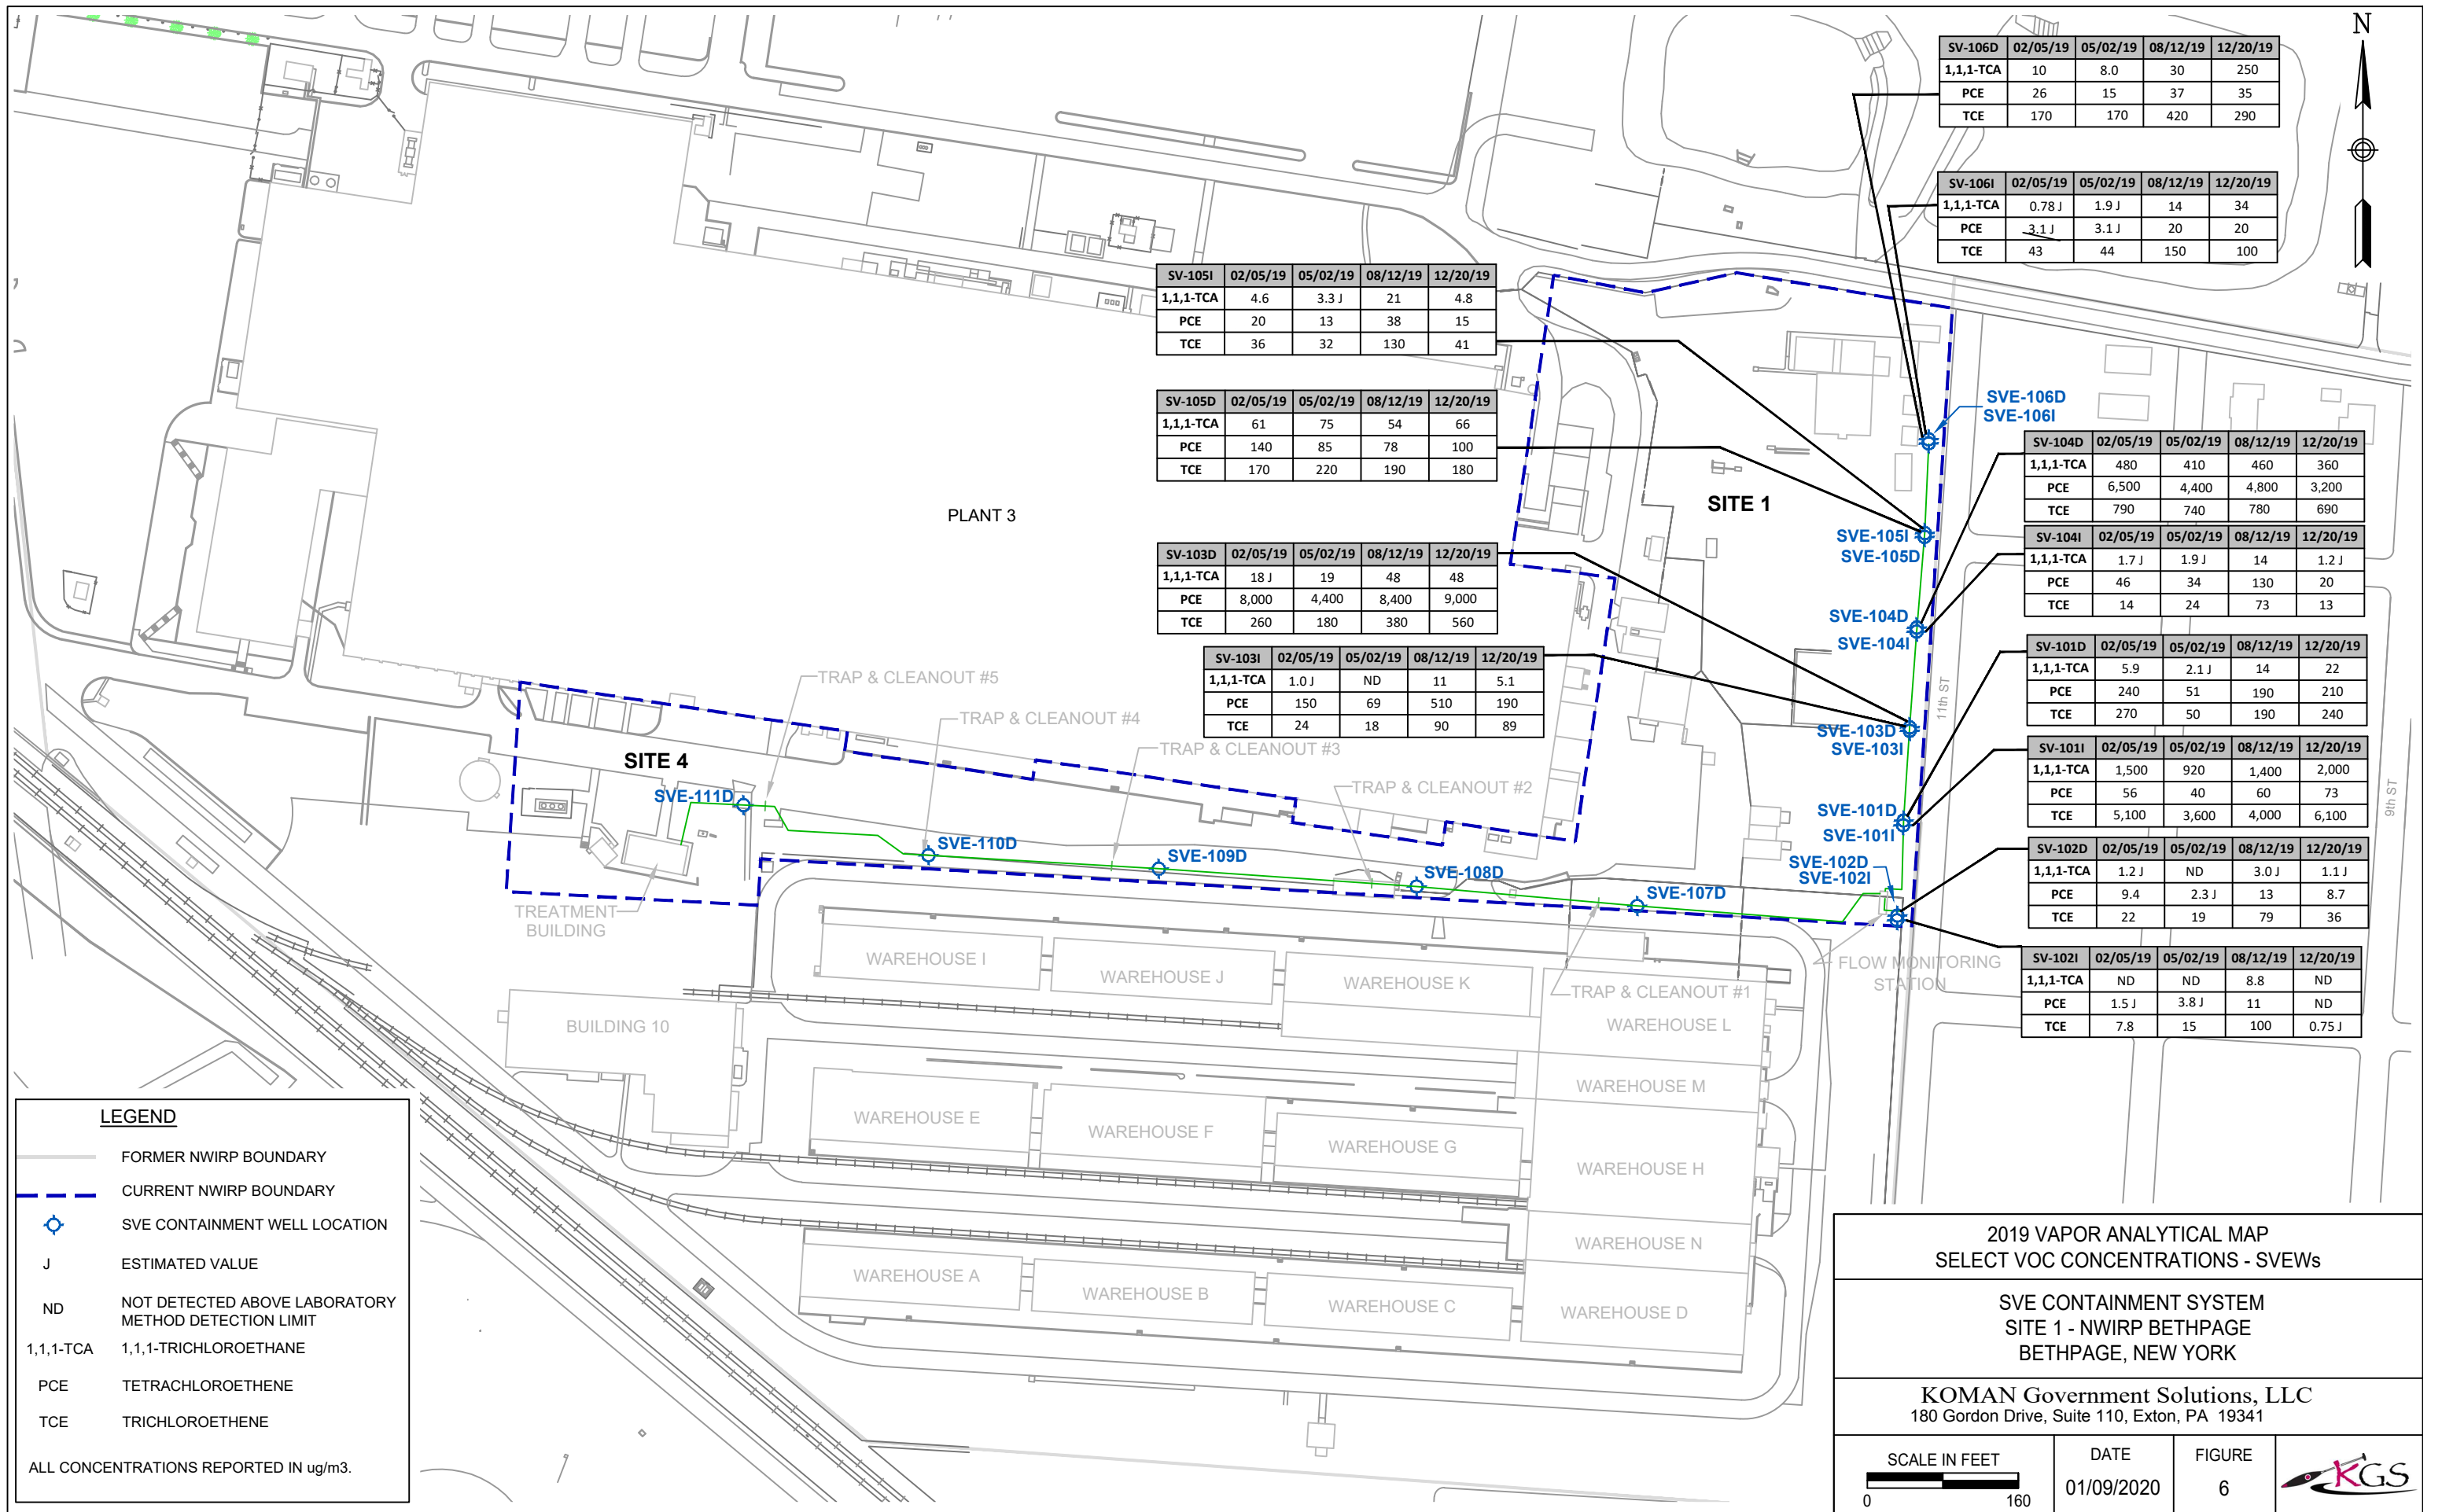 N
SV-106D 02/05/19 05/02/19 08/12/19 12/20/19
1,1,1-TCA 10 8.0 30 250
PCE 26 15 37 35
TCE 170 170 420 290
SV-106I 02/05/19 05/02/19 08/12/19 12/20/19
1,1,1-TCA 0.78 J 1.9 J 14 34
PCE 3.1 J 3.1 J 20 20
TCE 43 44 150 100
SV-105I 02/05/19 05/02/19 08/12/19 12/20/19
1,1,1-TCA 4.6 3.3 J 21 4.8
PCE 20 13 38 15
TCE 36 32 130 41
SV-105D 02/05/19 05/02/19 08/12/19 12/20/19
1,1,1-TCA 61 75 54 66
PCE 140 85 78 100
TCE 170 220 190 180
SVE-106D
SVE-106I
SV-104D 02/05/19 05/02/19 08/12/19 12/20/19
1,1,1-TCA 480 410 460 360
PCE 6,500 4,400 4,800 3,200
TCE 790 740 780 690
SITE 1
PLANT 3
SVE-105I
SVE-105D
SV-104I 02/05/19 05/02/19 08/12/19 12/20/19
1,1,1-TCA 1.7 J 1.9 J 14 1.2 J
PCE 46 34 130 20
TCE 14 24 73 13
SV-103D 02/05/19 05/02/19 08/12/19 12/20/19
1,1,1-TCA 18 J 19 48 48
PCE 8,000 4,400 8,400 9,000
TCE 260 180 380 560
SVE-104D
SVE-104I
SV-101D 02/05/19 05/02/19 08/12/19 12/20/19
1,1,1-TCA 5.9 2.1 J 14 22
PCE 240 51 190 210
TCE 270 50 190 240
SV-103I 02/05/19 05/02/19 08/12/19 12/20/19
1,1,1-TCA 1.0 J ND 11 5.1
PCE 150 69 510 190
TCE 24 18 90 89
11th ST
9th ST
TRAP & CLEANOUT #5
TRAP & CLEANOUT #4
TRAP & CLEANOUT #3
TRAP & CLEANOUT #2
SVE-103D
SVE-103I
SV-101I 02/05/19 05/02/19 08/12/19 12/20/19
1,1,1-TCA 1,500 920 1,400 2,000
PCE 56 40 60 73
TCE 5,100 3,600 4,000 6,100
SITE 4
SVE-111D
SVE-110D
SVE-109D
SVE-108D
SVE-107D
SVE-101D
SVE-101I
SVE-102D
SVE-102I
SV-102D 02/05/19 05/02/19 08/12/19 12/20/19
1,1,1-TCA 1.2 J ND 3.0 J 1.1 J
PCE 9.4 2.3 J 13 8.7
TCE 22 19 79 36
TREATMENT
BUILDING
FLOW MONITORING
STATION
SV-102I 02/05/19 05/02/19 08/12/19 12/20/19
1,1,1-TCA ND ND 8.8 ND
PCE 1.5 J 3.8 J 11 ND
TCE 7.8 15 100 0.75 J
WAREHOUSE I
WAREHOUSE J
WAREHOUSE K
TRAP & CLEANOUT #1
BUILDING 10
WAREHOUSE L
WAREHOUSE M
WAREHOUSE E
WAREHOUSE F
WAREHOUSE G
WAREHOUSE H
WAREHOUSE N
WAREHOUSE A
WAREHOUSE B
WAREHOUSE C
WAREHOUSE D
LEGEND
FORMER NWIRP BOUNDARY
CURRENT NWIRP BOUNDARY
SVE CONTAINMENT WELL LOCATION
J ESTIMATED VALUE
ND NOT DETECTED ABOVE LABORATORY
METHOD DETECTION LIMIT
1,1,1-TCA 1,1,1-TRICHLOROETHANE
PCE TETRACHLOROETHENE
TCE TRICHLOROETHENE
ALL CONCENTRATIONS REPORTED IN ug/m3.
2019 VAPOR ANALYTICAL MAP
SELECT VOC CONCENTRATIONS - SVEWs
SVE CONTAINMENT SYSTEM
SITE 1 - NWIRP BETHPAGE
BETHPAGE, NEW YORK
KOMAN Government Solutions, LLC
180 Gordon Drive, Suite 110, Exton, PA 19341
SCALE IN FEET
0 160
DATE
01/09/2020
FIGURE
6
KGS